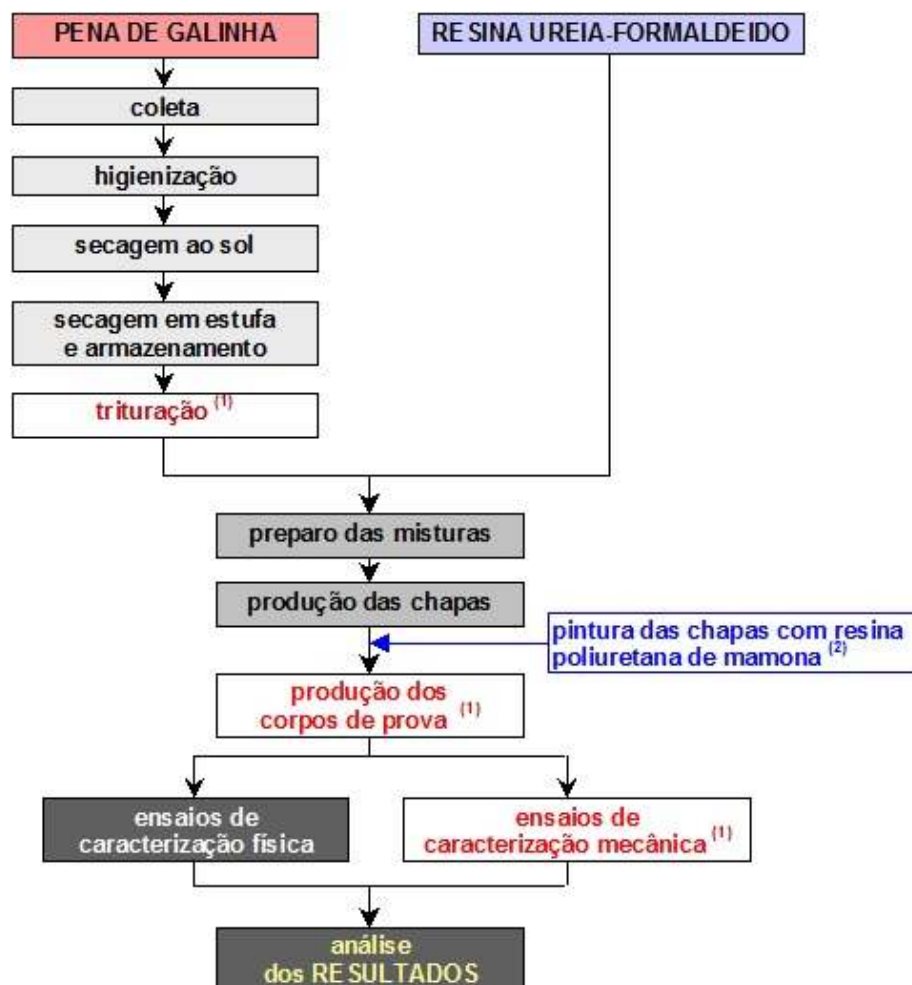 PENA DE GALINHA
RESINA UREIA-FORMALDEIDO
coleta
higienização
secagem ao sol
secagem em estufa
e armazenamento
trituração (1)
preparo das misturas
produção das chapas
pintura das chapas com resina
poliuretana de mamona (2)
produção dos
corpos de prova (1)
ensaios de
caracterização física
ensaios de
caracterização mecânica (1)
análise
dos RESULTADOS